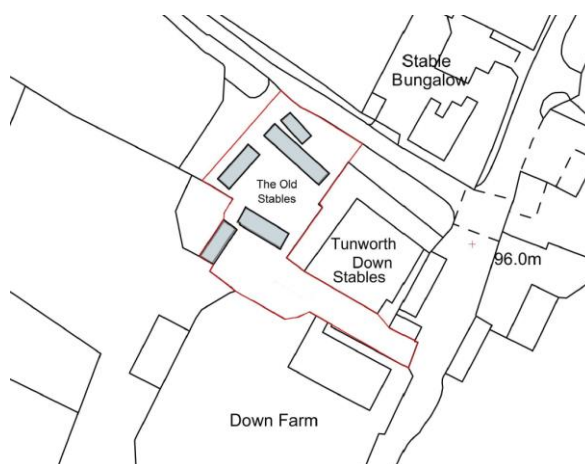 Stable
Bungalow
The Old
Stables
Tunworth
Down
Stables
96.0m
Down Farm